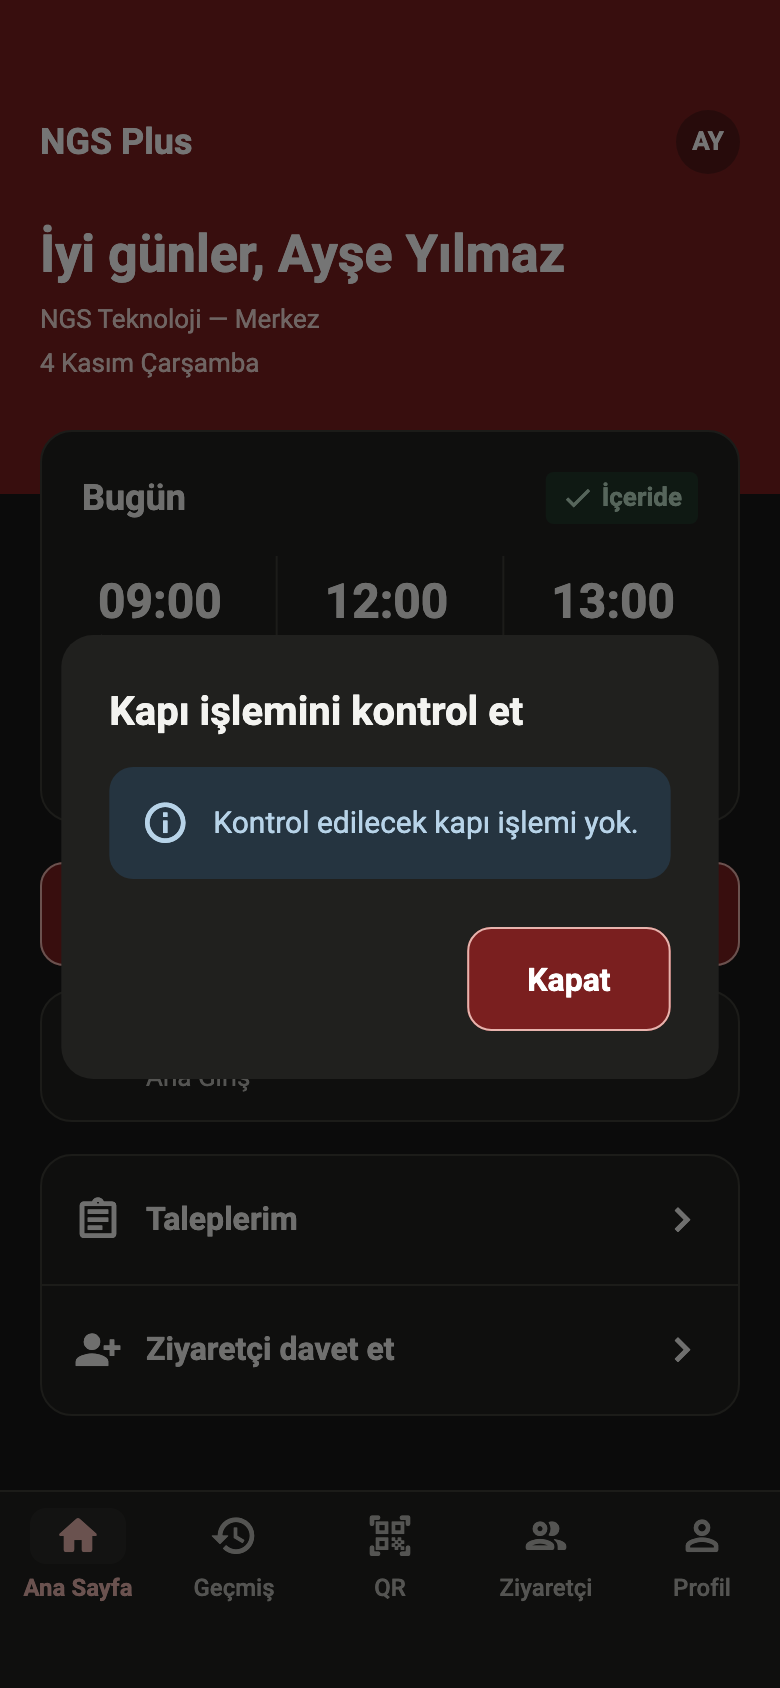 NGS Plus
AY
İyi günler, Ayşe Yılmaz
NGS Teknoloji — Merkez
4 Kasım Çarşamba
Bugün
İçeride
09:00
12:00
13:00
Kapı işlemini kontrol et
Kontrol edilecek kapı işlemi yok.
Kapat
Ana Giriş
Taleplerim
Ziyaretçi davet et
Ana Sayfa
Geçmiş
QR
Ziyaretçi
Profil